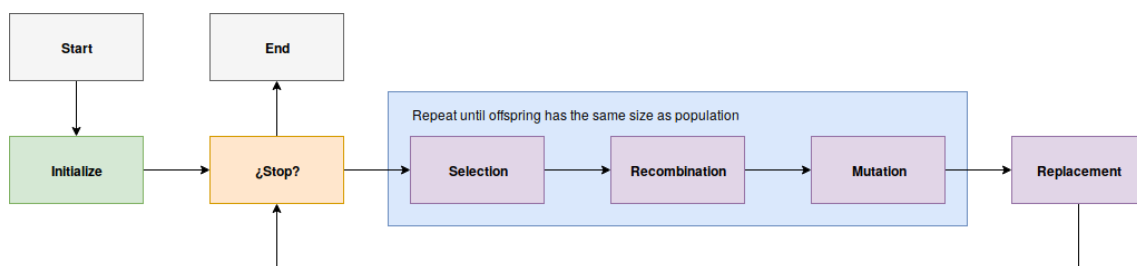 Start
End
Repeat until offspring has the same size as population
Initialize
¿Stop?
Selection
Recombination
Mutation
Replacement